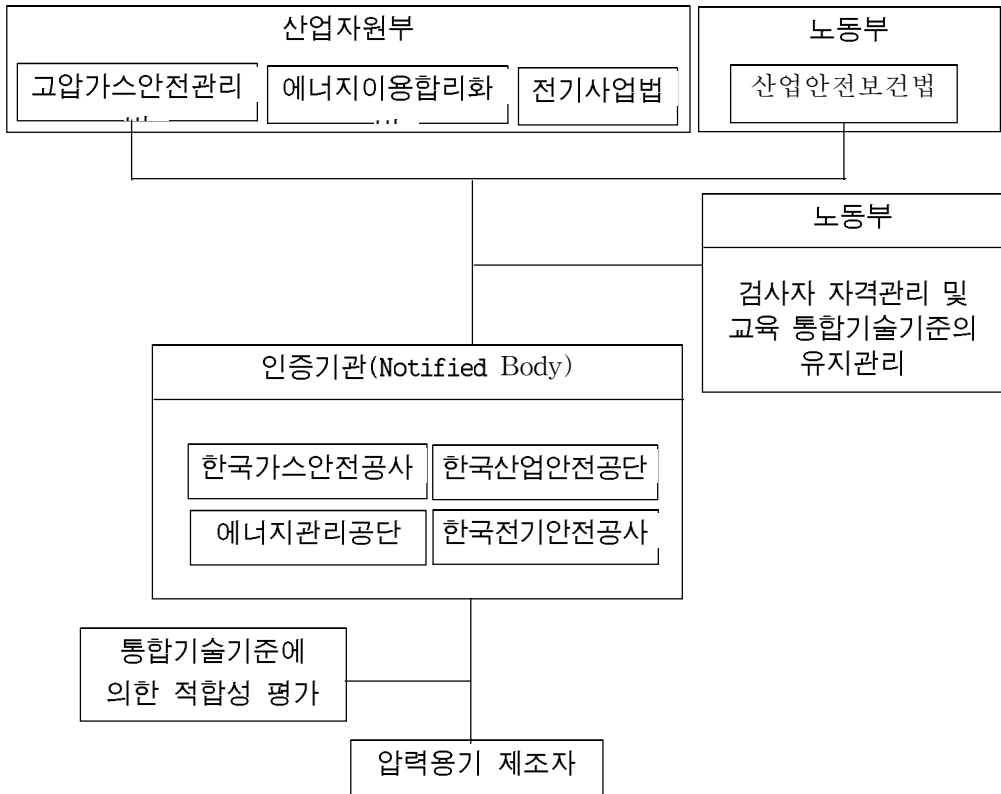 산업자원부
노동부
고압가스안전관리
에너지이용합리화
전기사업법
산업안전보건법
노동부
검사자 자격관리 및
교육 통합기술기준의
유지관리
인증기관(Notified Body)
한국가스안전공사
한국산업안전공단
에너지관리공단
한국전기안전공사
통합기술기준에
의한 적합성 평가
압력용기 제조자